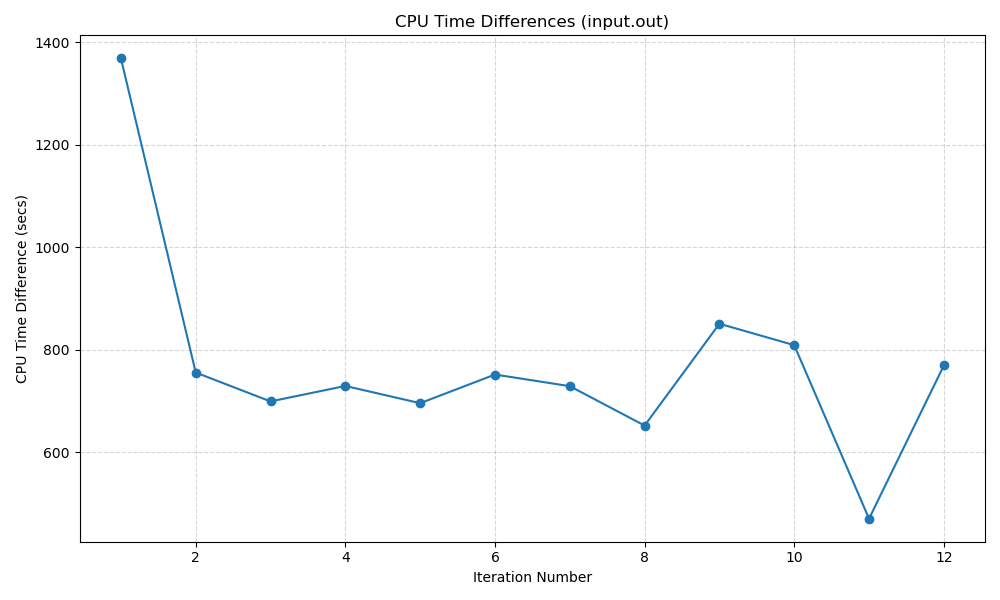 CPU Time Differences (input.out)
CPU Time Difference (secs)
1400
1200
1000
800
600
2 4 6 8 10 12
Iteration Number